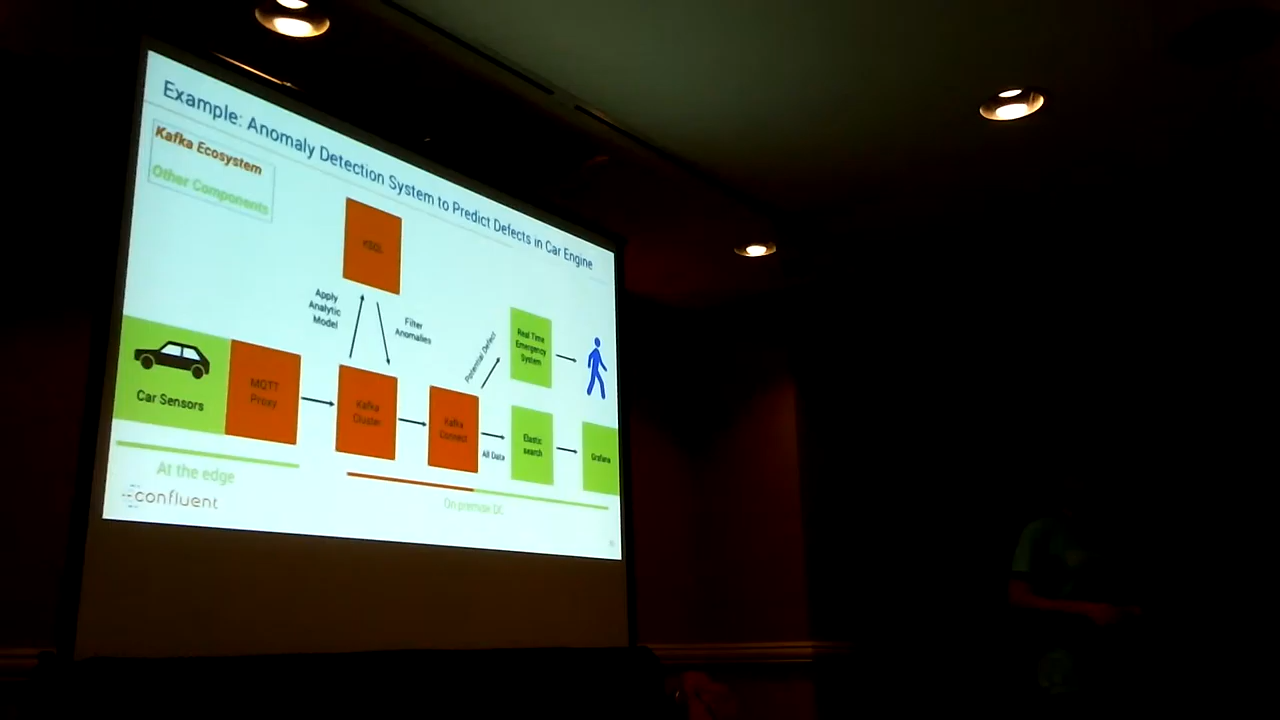 Example: Anomaly Detection System to Predict Defects in Car Engine
Kafka Ecosystem
Other Components
KSQL
Apply
Analytic
Model
Filter
Anomalies
Potential Defect
Real Time
Emergency
System
Car Sensors
MQTT
Proxy
Kafka
Cluster
Kafka
Connect
All Data
Elastic
search
Grafana
At the edge
On premise DC
confluent